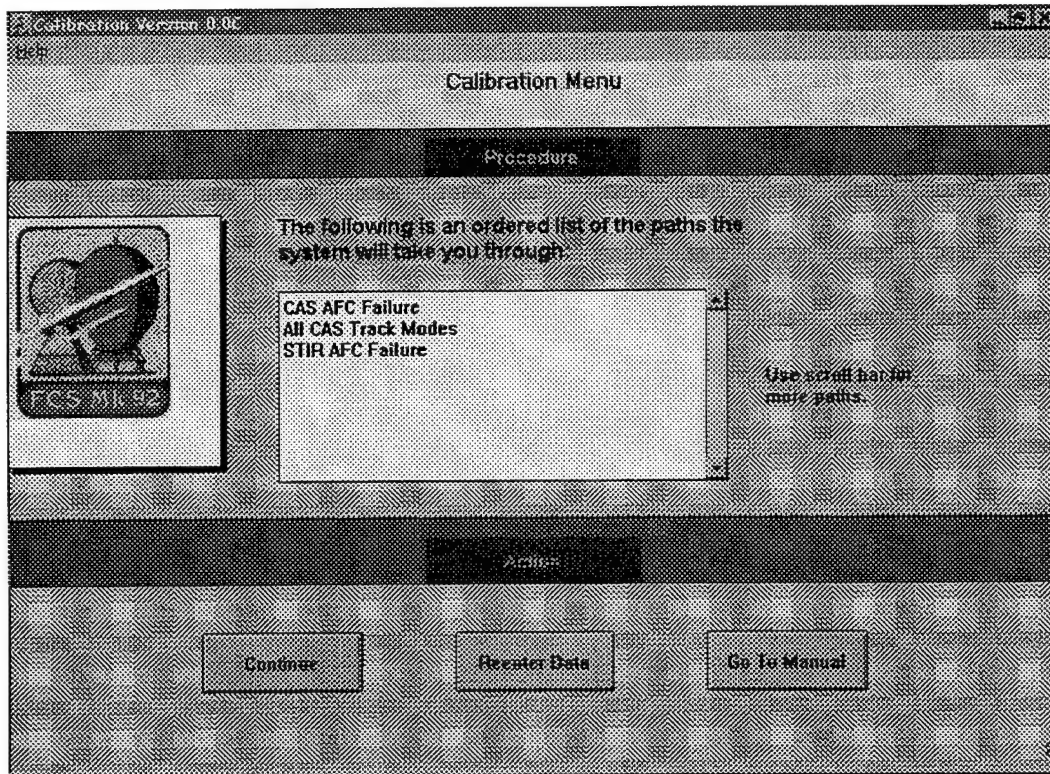 Calibration Version 0.0C
Help
Calibration Menu
Procedure
The following is an ordered list of the paths the
system will take you through:
CAS AFC Failure
All CAS Track Modes
STIR AFC Failure
Use scroll bar for
more paths.
FCS Mk 92
Action
Continue
Reenter Data
Go To Manual